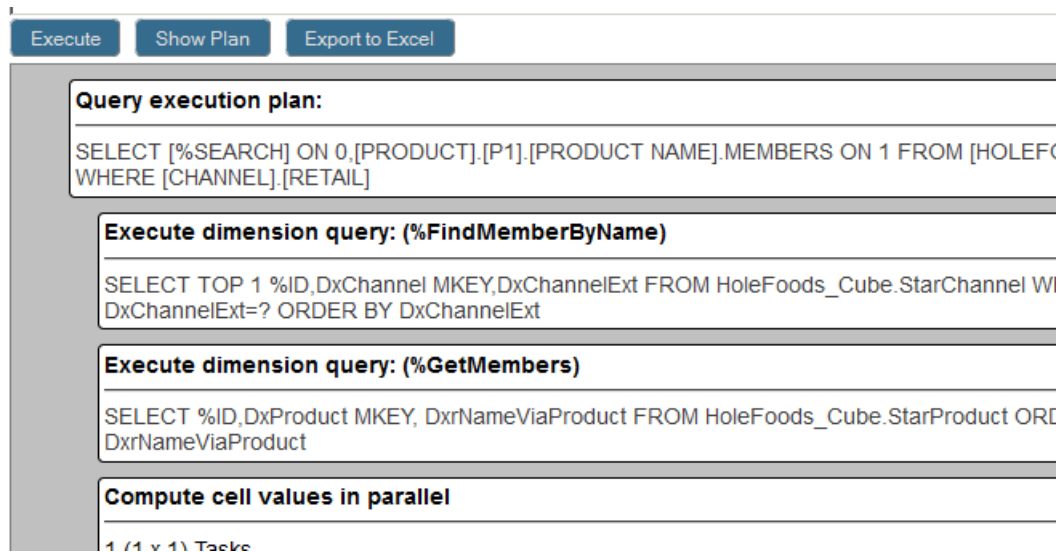 Execute Show Plan Export to Excel
Query execution plan:
SELECT [%SEARCH] ON 0,[PRODUCT].[P1].[PRODUCT NAME].MEMBERS ON 1 FROM
WHERE [CHANNEL].[RETAIL]
Execute dimension query: (%FindMemberByName)
SELECT TOP 1 %ID,DxChannel MKEY,DxChannelExt FROM HoleFoods_Cube.StarChannel
DxChannelExt=? ORDER BY DxChannelExt
Execute dimension query: (%GetMembers)
SELECT %ID,DxProduct MKEY, DxrNameViaProduct FROM HoleFoods_Cube.StarProduct
DxrNameViaProduct
Compute cell values in parallel
1 (1 x 1) Tasks